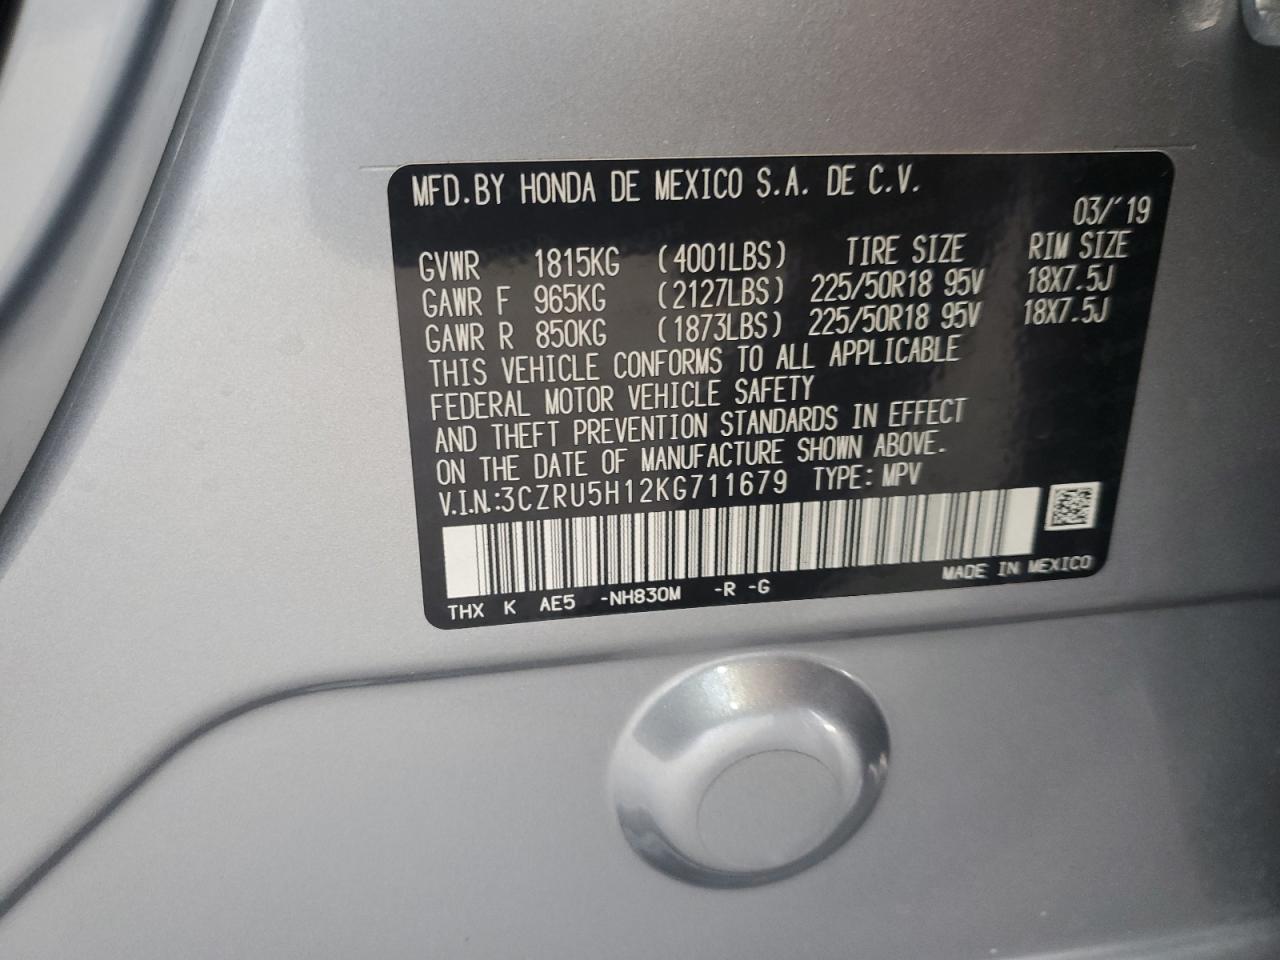 MFD.BY HONDA DE MEXICO S.A. DE C.V.
03/'19
GVWR 1815KG (4001LBS) TIRE SIZE RIM SIZE
GAWR F 965KG (2127LBS) 225/50R18 95V 18X7.5J
GAWR R 850KG (1873LBS) 225/50R18 95V 18X7.5J
THIS VEHICLE CONFORMS TO ALL APPLICABLE
FEDERAL MOTOR VEHICLE SAFETY
AND THEFT PREVENTION STANDARDS IN EFFECT
ON THE DATE OF MANUFACTURE SHOWN ABOVE.
V.I.N.:3CZRU5H12KG711679 TYPE: MPV
MADE IN MEXICO
THX K AE5 -NH830M -R -G